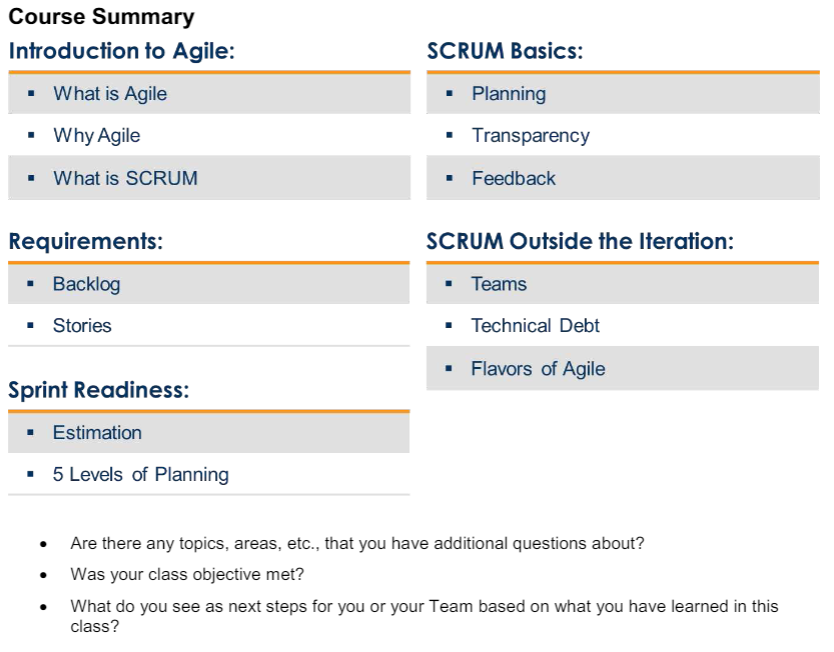 Course Summary
Introduction to Agile:
▪ What is Agile
▪ Why Agile
▪ What is SCRUM
Requirements:
▪ Backlog
▪ Stories
Sprint Readiness:
▪ Estimation
▪ 5 Levels of Planning
SCRUM Basics:
▪ Planning
▪ Transparency
▪ Feedback
SCRUM Outside the Iteration:
▪ Teams
▪ Technical Debt
▪ Flavors of Agile
• Are there any topics, areas, etc., that you have additional questions about?
• Was your class objective met?
• What do you see as next steps for you or your Team based on what you have learned in this
class?